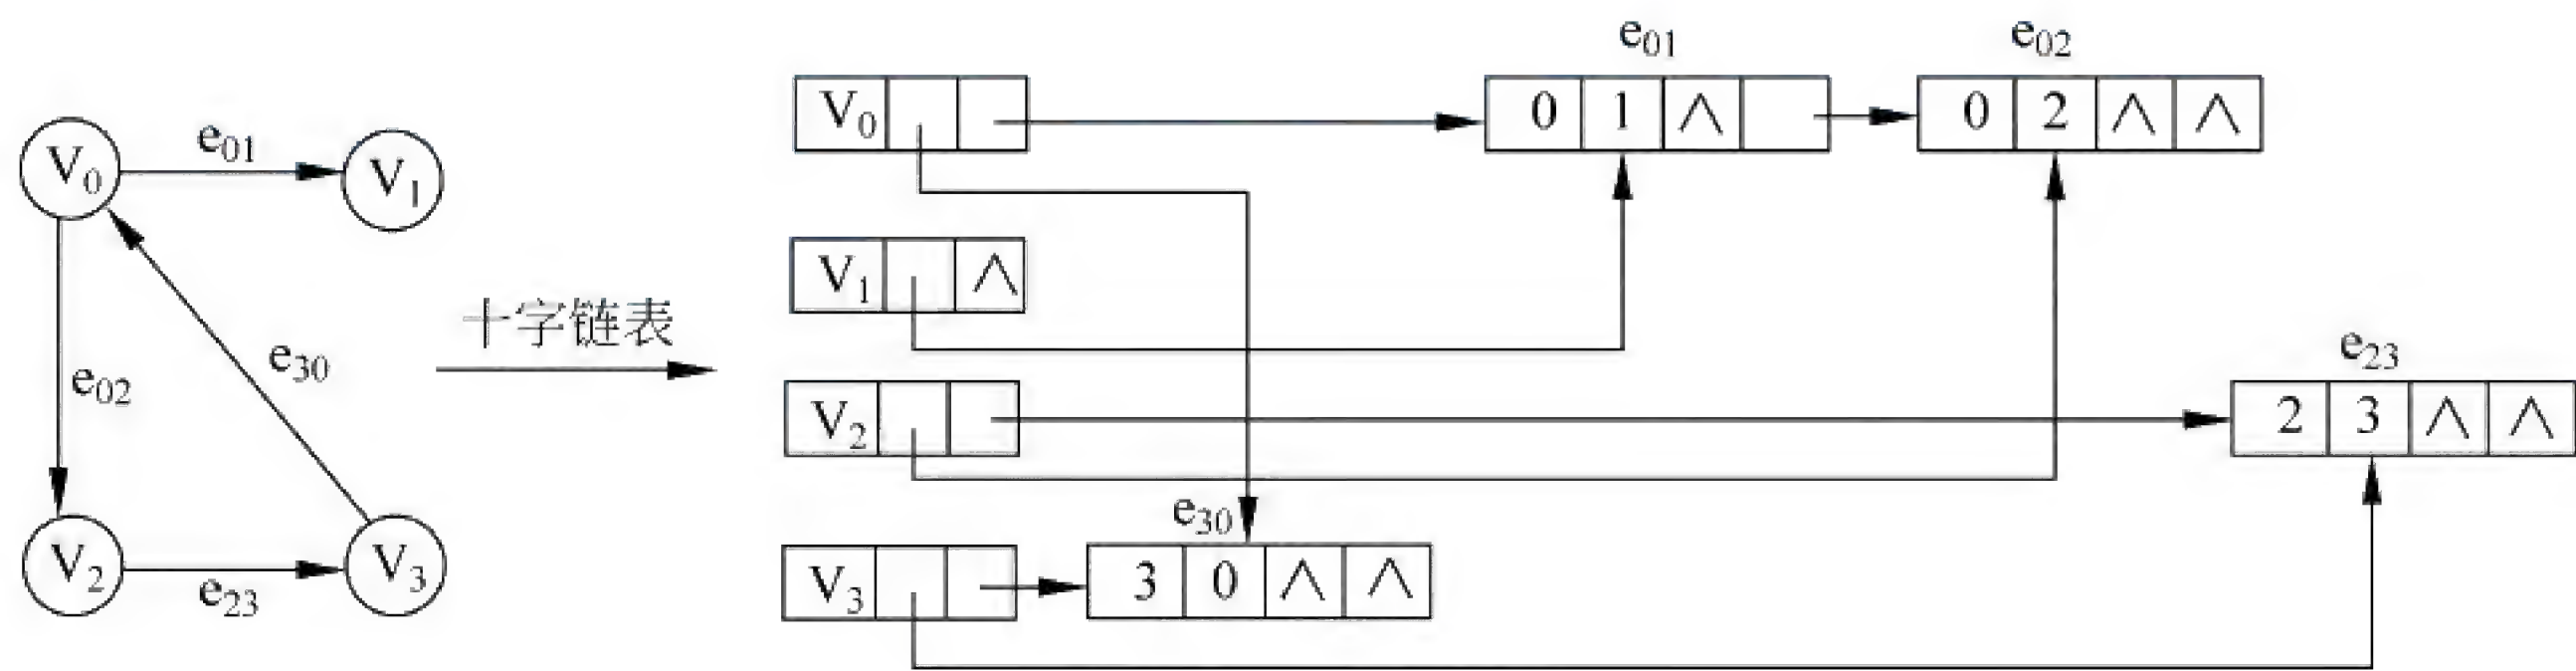 e01 e02
V0 0 1 ∧ 0 2 ∧ ∧
e01
V0 V1
V1 ∧
十字链表
e30 e23
e02
V2 2 3 ∧ ∧
e30
V2 V3 V3 3 0 ∧ ∧
e23